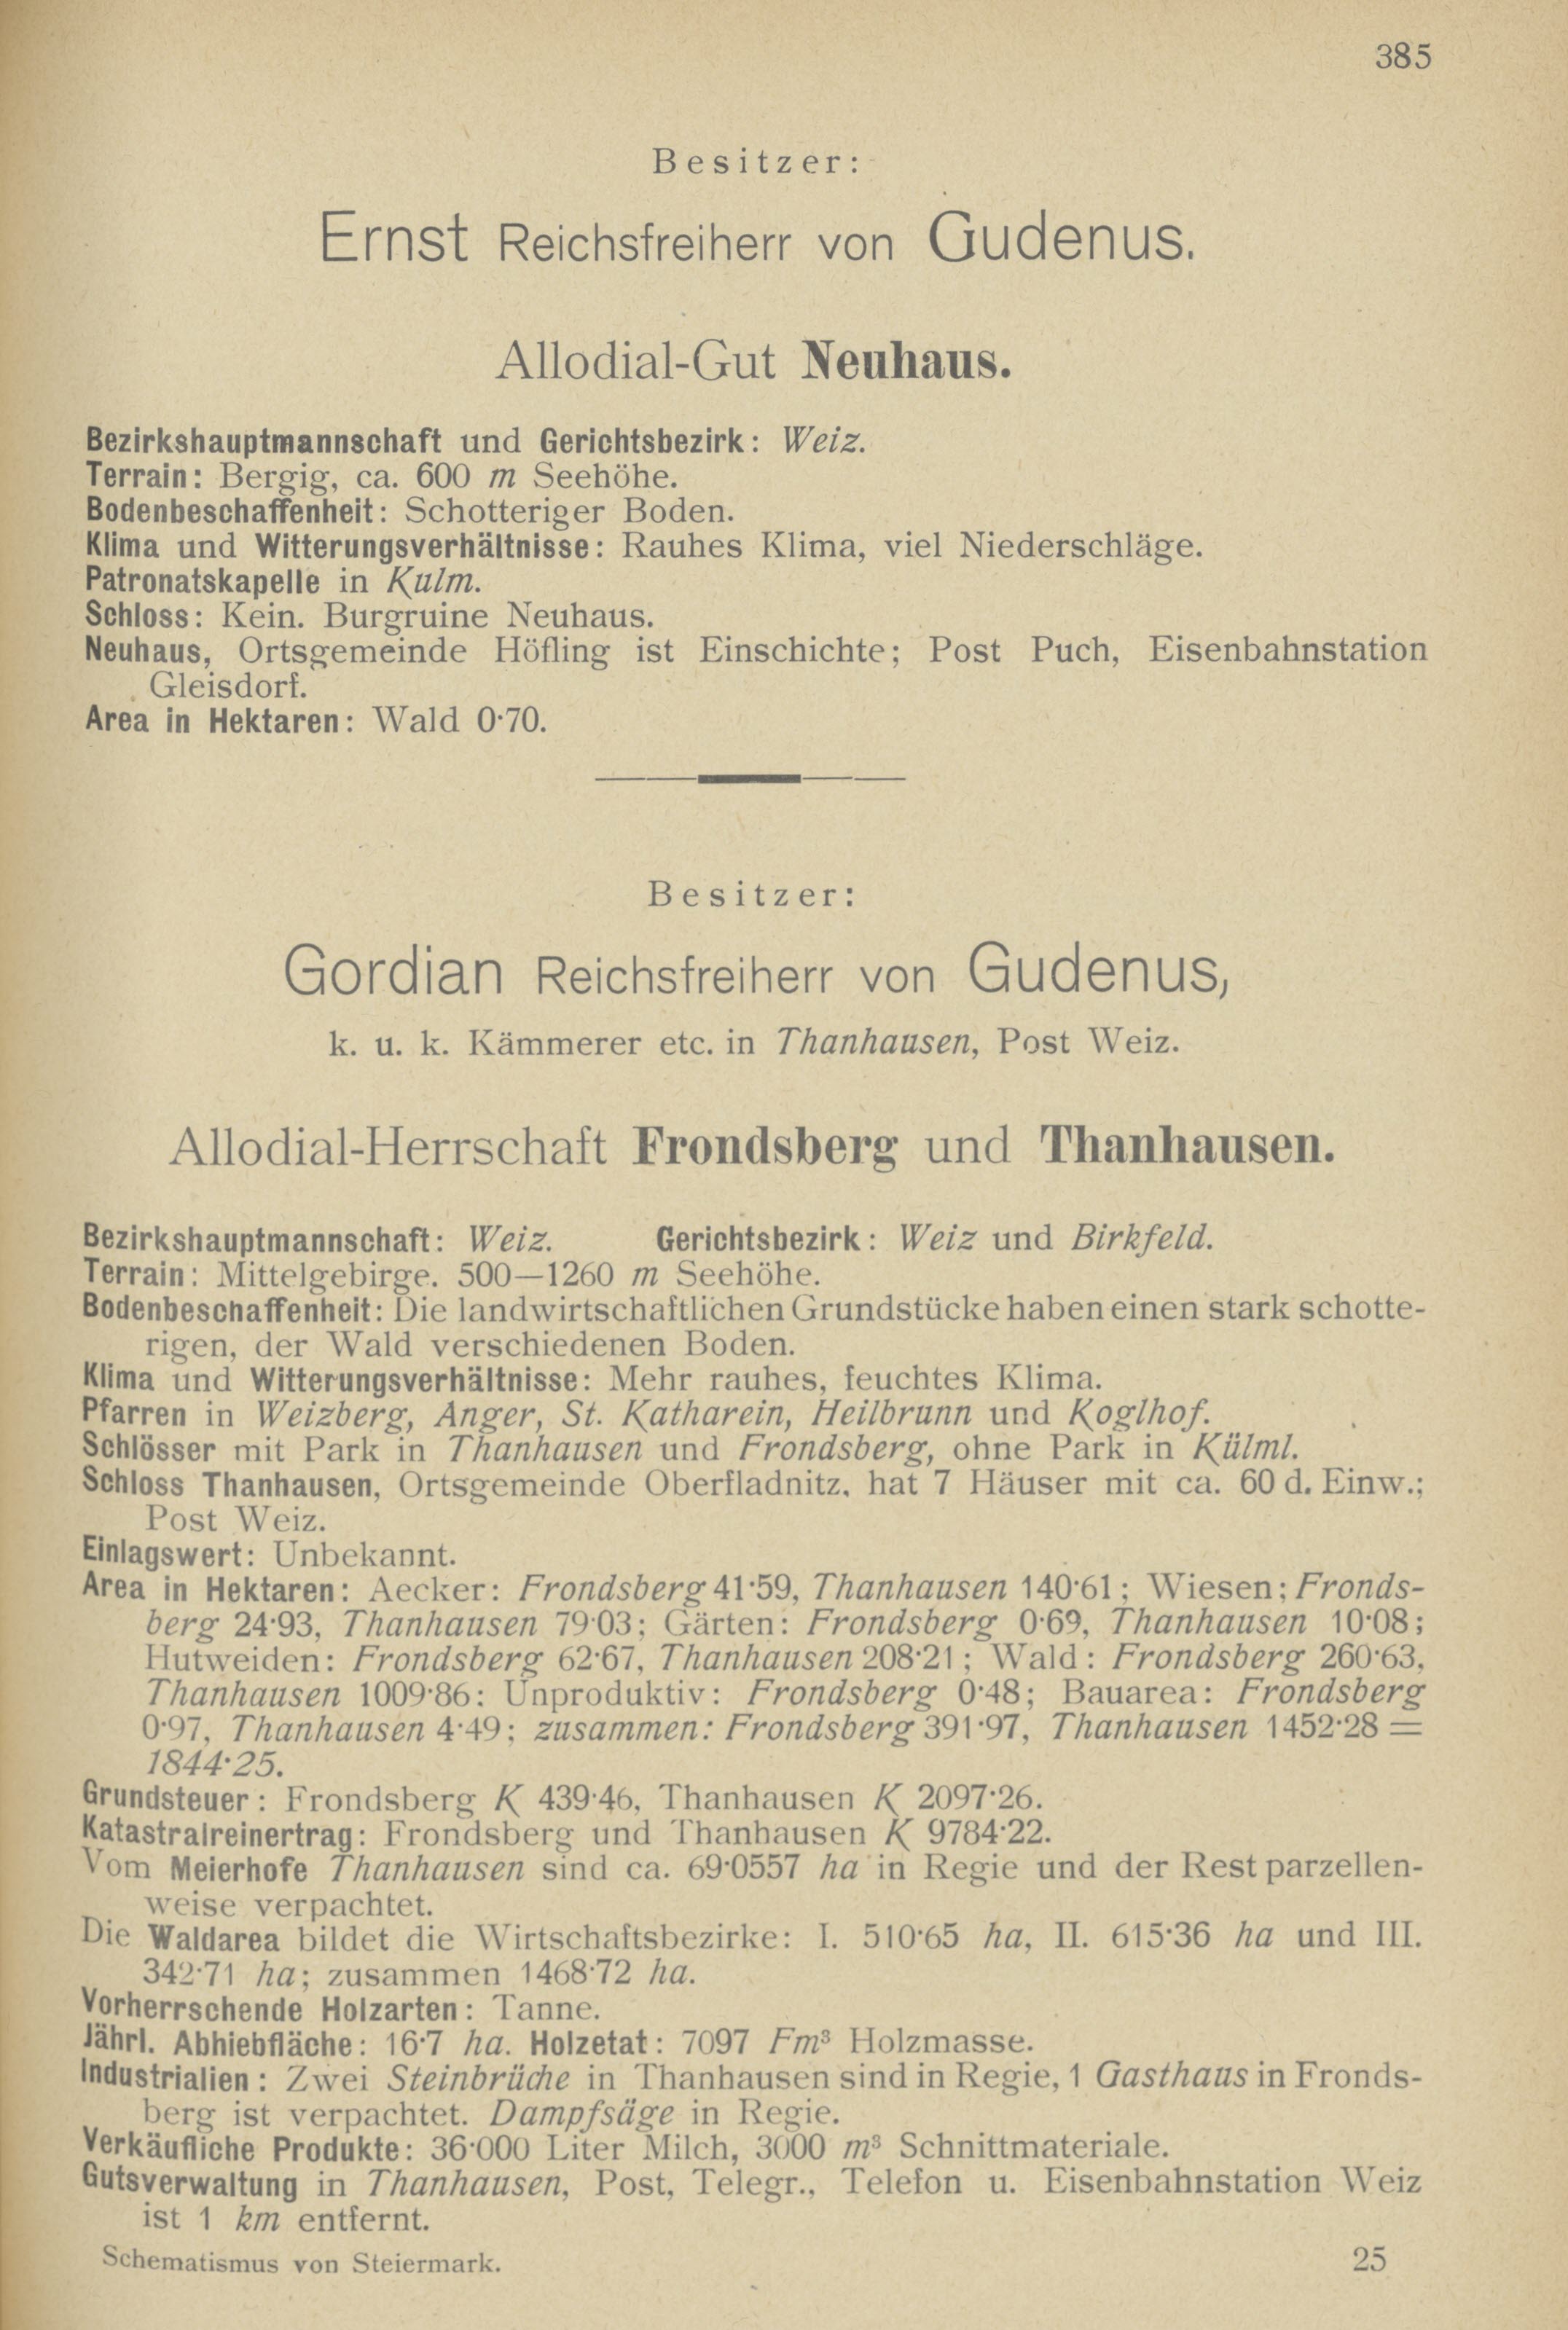 385
Besitzer:
Ernst Reichsfreiherr von Gudenus.
Allodial-Gut Neuhaus.
Bezirkshauptmannschaft und Gerichtsbezirk: Weiz.
Terrain: Bergig, ca. 600 m Seehöhe.
Bodenbeschaffenheit: Schotteriger Boden.
Klima und Witterungsverhältnisse: Rauhes Klima, viel Niederschläge.
Patronatskapelle in Kulm.
Schloss: Kein. Burgruine Neuhaus.
Neuhaus, Ortsgemeinde Höfling ist Einschichte; Post Puch, Eisenbahnstation
Gleisdorf.
Area in Hektaren: Wald 0·70.
Besitzer:
Gordian Reichsfreiherr von Gudenus,
k. u. k. Kämmerer etc. in Thanhausen, Post Weiz.
Allodial-Herrschaft Frondsberg und Thanhausen.
Bezirkshauptmannschaft: Weiz. Gerichtsbezirk: Weiz und Birkfeld.
Terrain: Mittelgebirge. 500—1260 m Seehöhe.
Bodenbeschaffenheit: Die landwirtschaftlichen Grundstücke haben einen stark schotte-
rigen, der Wald verschiedenen Boden.
Klima und Witterungsverhältnisse: Mehr rauhes, feuchtes Klima.
Pfarren in Weizberg, Anger, St. Katharein, Heilbrunn und Koglhof.
Schlösser mit Park in Thanhausen und Frondsberg, ohne Park in Külml.
Schloss Thanhausen, Ortsgemeinde Oberfladnitz, hat 7 Häuser mit ca. 60 d. Einw.;
Post Weiz.
Einlagswert: Unbekannt.
Area in Hektaren: Aecker: Frondsberg 41·59, Thanhausen 140·61; Wiesen; Fronds-
berg 24·93, Thanhausen 79·03; Gärten: Frondsberg 0·69, Thanhausen 10·08;
Hutweiden: Frondsberg 62·67, Thanhausen 208·21; Wald: Frondsberg 260·63,
Thanhausen 1009·86; Unproduktiv: Frondsberg 0·48; Bauarea: Frondsberg
0·97, Thanhausen 4·49; zusammen: Frondsberg 391·97, Thanhausen 1452·28 =
1844·25.
Grundsteuer: Frondsberg K 439·46, Thanhausen K 2097·26.
Katastralreinertrag: Frondsberg und Thanhausen K 9784·22.
Vom Meierhofe Thanhausen sind ca. 69·0557 ha in Regie und der Rest parzellen-
weise verpachtet.
Die Waldarea bildet die Wirtschaftsbezirke: I. 510·65 ha, II. 615·36 ha und III.
342·71 ha; zusammen 1468·72 ha.
Vorherrschende Holzarten: Tanne.
Jährl. Abhiebfläche: 16·7 ha. Holzetat: 7097 Fm³ Holzmasse.
Industrialien: Zwei Steinbrüche in Thanhausen sind in Regie, 1 Gasthaus in Fronds-
berg ist verpachtet. Dampfsäge in Regie.
Verkäufliche Produkte: 36·000 Liter Milch, 3000 m³ Schnittmateriale.
Gutsverwaltung in Thanhausen, Post, Telegr., Telefon u. Eisenbahnstation Weiz
ist 1 km entfernt.
Schematismus von Steiermark. 25